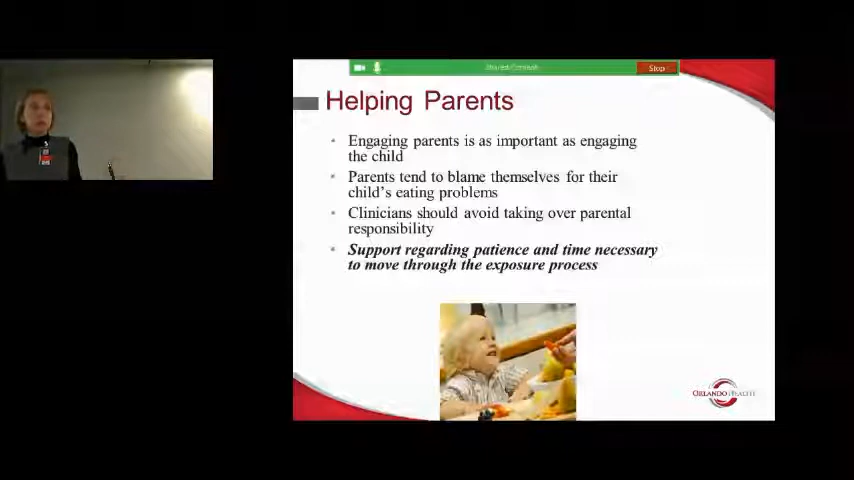 Shared Content
Stop
Helping Parents
Engaging parents is as important as engaging
the child
Parents tend to blame themselves for their
child's eating problems
Clinicians should avoid taking over parental
responsibility
Support regarding patience and time necessary
to move through the exposure process
ORLANDO HEALTH